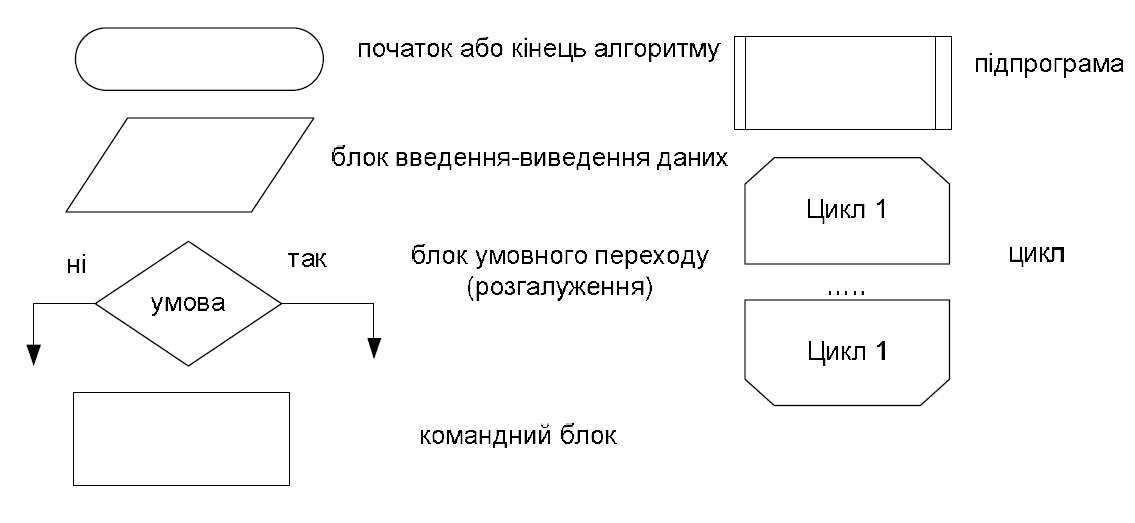 початок або кінець алгоритму
блок введення-виведення даних
ні
так
умова
блок умовного переходу
(розгалуження)
командний блок
підпрограма
Цикл 1
.....
Цикл 1
цикл